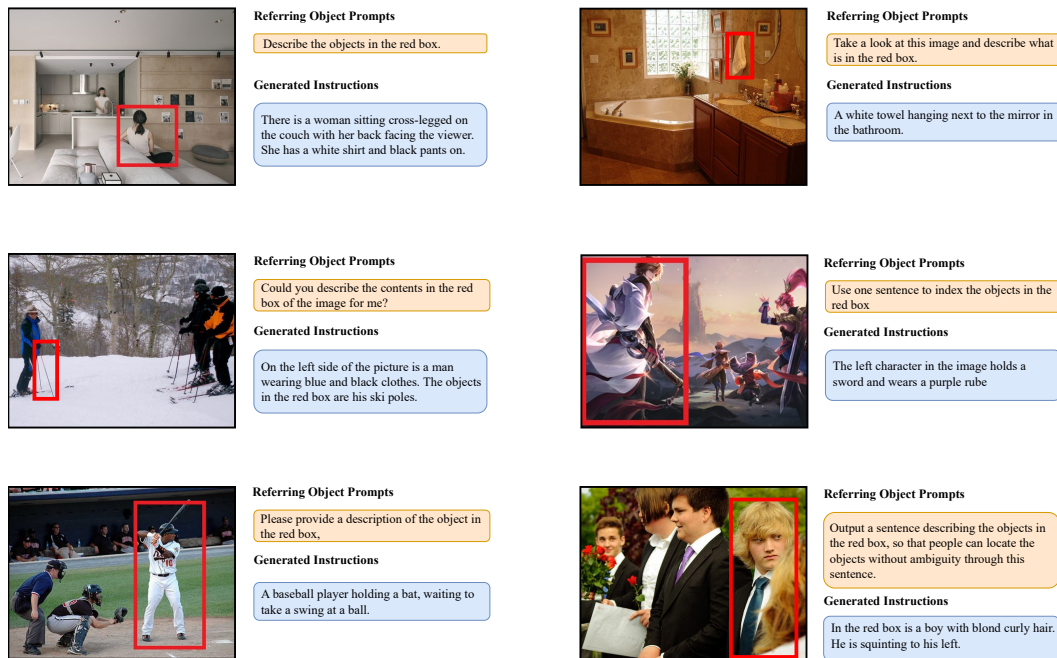 Referring Object Prompts
Describe the objects in the red box.
Generated Instructions
There is a woman sitting cross-legged on
the couch with her back facing the viewer.
She has a white shirt and black pants on.
Referring Object Prompts
Take a look at this image and describe what
is in the red box.
Generated Instructions
A white towel hanging next to the mirror in
the bathroom.
Referring Object Prompts
Could you describe the contents in the red
box of the image for me?
Generated Instructions
On the left side of the picture is a man
wearing blue and black clothes. The objects
in the red box are his ski poles.
Referring Object Prompts
Use one sentence to index the objects in the
red box
Generated Instructions
The left character in the image holds a
sword and wears a purple rube
Referring Object Prompts
Please provide a description of the object in
the red box,
Generated Instructions
A baseball player holding a bat, waiting to
take a swing at a ball.
10
Referring Object Prompts
Output a sentence describing the objects in
the red box, so that people can locate the
objects without ambiguity through this
sentence.
Generated Instructions
In the red box is a boy with blond curly hair.
He is squinting to his left.